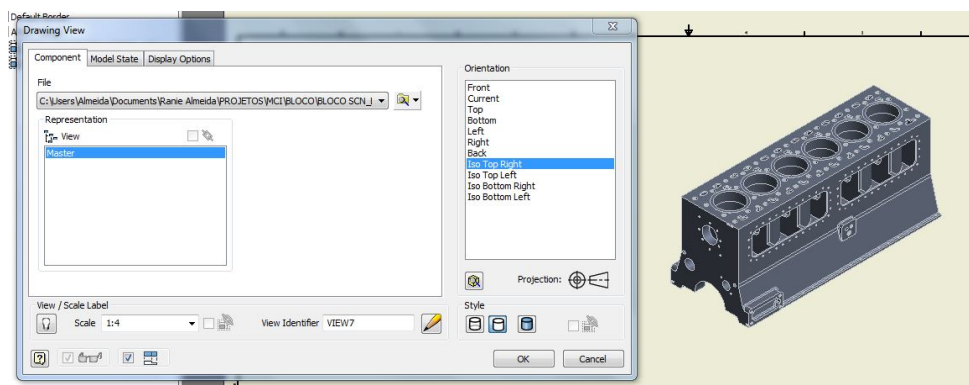 Default Border
Drawing View
Component Model State Display Options
File
C:\Users\Almeida\Documents\Ranie Almeida\PROJETOS\MCI\BLOCO\BLOCO SCN_
Representation
View
Master
Orientation
Front
Current
Top
Bottom
Left
Right
Back
Iso Top Right
Iso Top Left
Iso Bottom Right
Iso Bottom Left
Projection:
View / Scale Label
Scale 1:4
View Identifier VIEW7
Style
OK Cancel